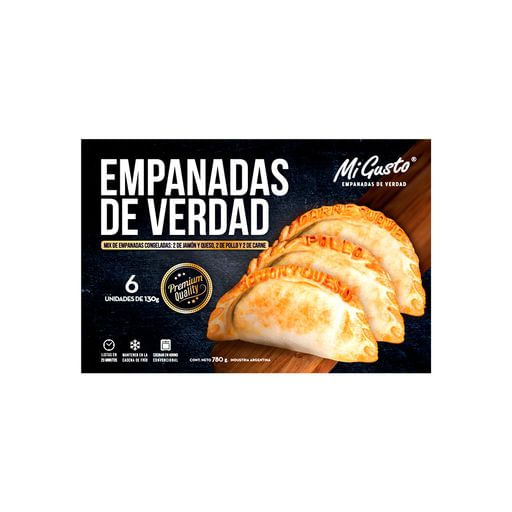 EMPANADAS
DE VERDAD
MiGusto®
EMPANADAS DE VERDAD
MIX DE EMPANADAS CONGELADAS: 2 DE JAMÓN Y QUESO, 2 DE POLLO Y 2 DE CARNE
6
UNIDADES DE 130g
Premium
Quality
CARNE
POLLO
JAMON Y QUESO
LISTAS EN
20 MINUTOS
MANTENER EN LA
CADENA DE FRÍO
COCINAR EN HORNO
CONVENCIONAL
CONT. NETO 780 g
INDUSTRIA ARGENTINA